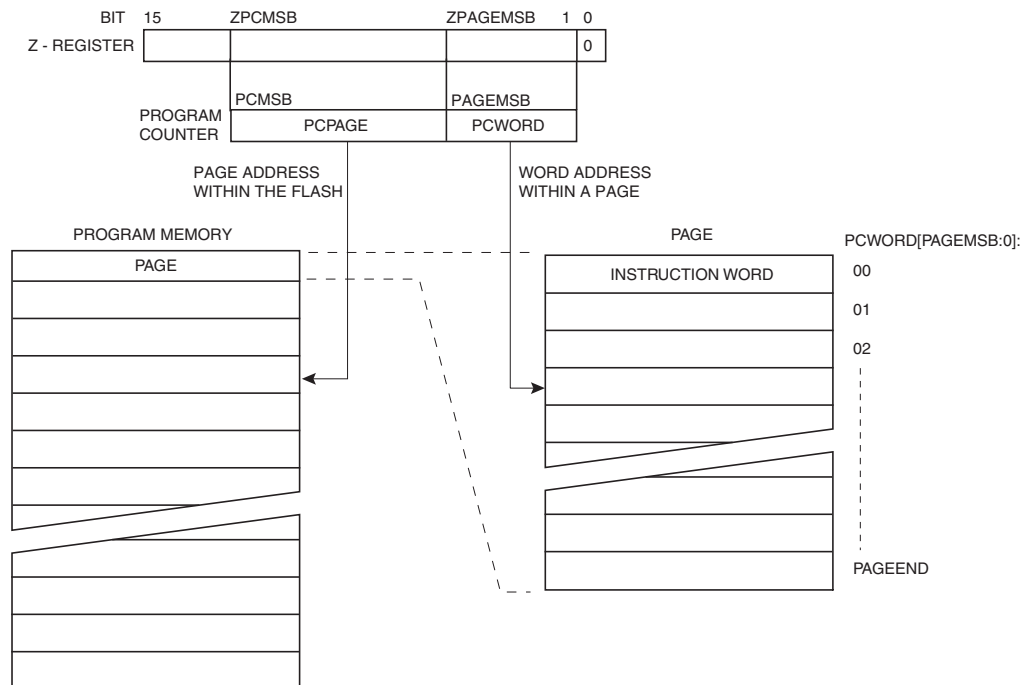 BIT 15 ZPCMSB ZPAGEMSB 1 0
Z - REGISTER 0
PCMSB PAGEMSB
PROGRAM
COUNTER
PCPAGE PCWORD
PAGE ADDRESS
WITHIN THE FLASH
WORD ADDRESS
WITHIN A PAGE
PROGRAM MEMORY
PAGE
PAGE
INSTRUCTION WORD
PCWORD[PAGEMSB:0]:
00
01
02
PAGEEND